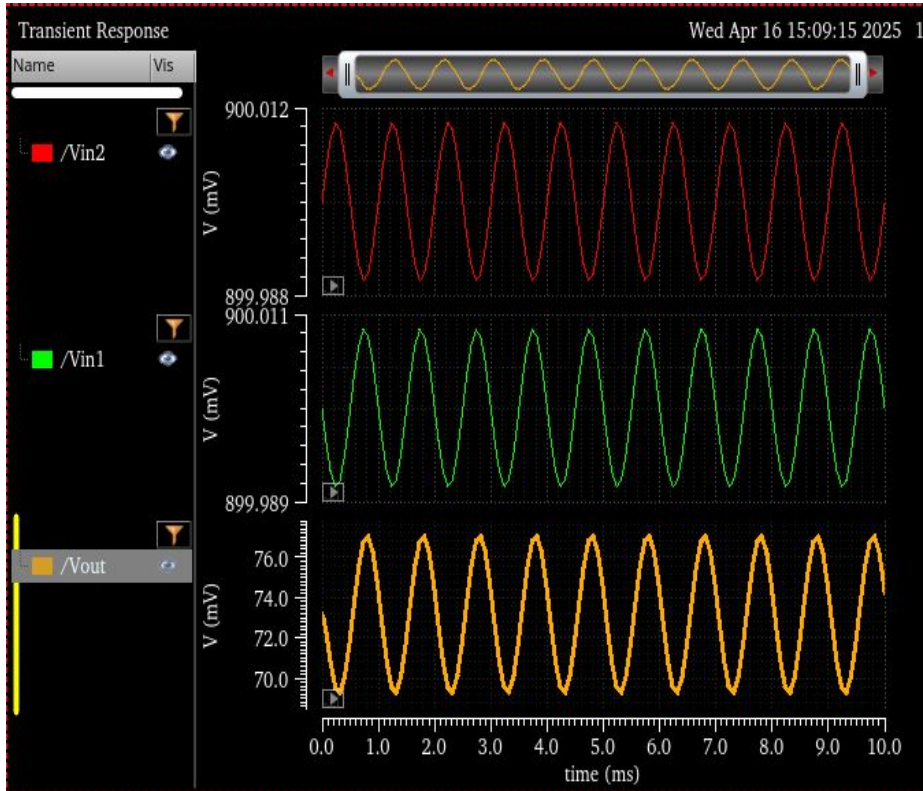 Transient Response
Wed Apr 16 15:09:15 2025 1
Name Vis
/Vin2
900.012
V (mV)
899.988
/Vin1
900.011
V (mV)
899.989
/Vout
76.0
74.0
72.0
70.0
V (mV)
0.0 1.0 2.0 3.0 4.0 5.0 6.0 7.0 8.0 9.0 10.0
time (ms)